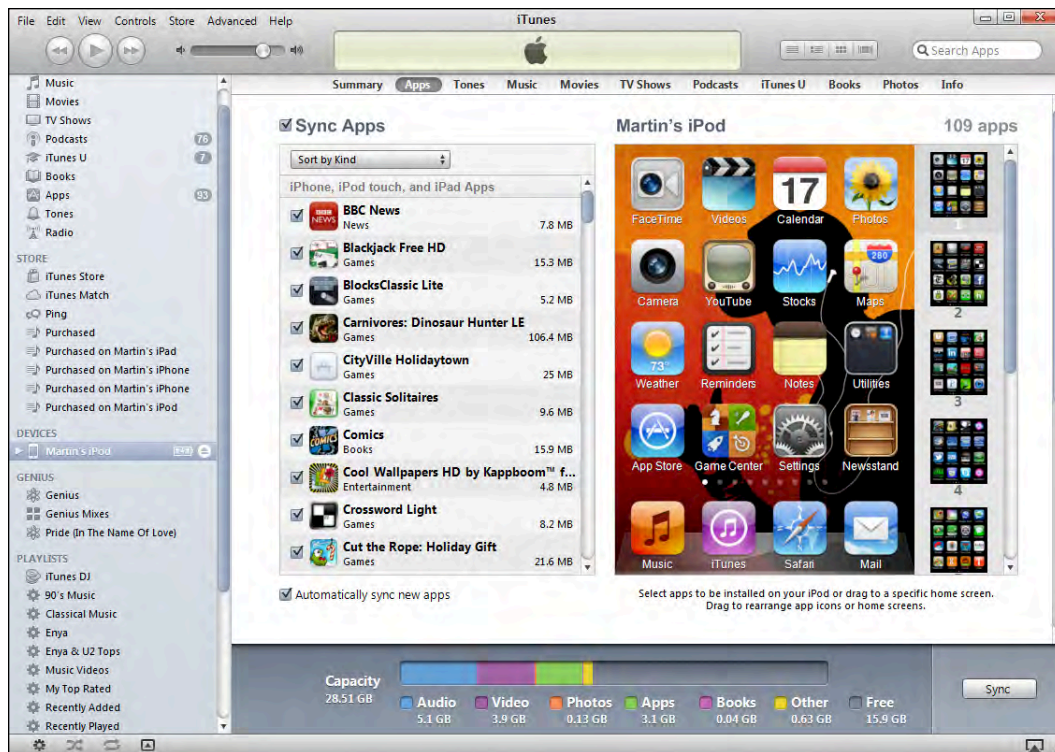 File Edit View Controls Store Advanced Help
iTunes
Search Apps
Music
Movies
TV Shows
Podcasts 76
iTunes U 7
Books
Apps 93
Tones
Radio
STORE
iTunes Store
iTunes Match
Ping
Purchased
Purchased on Martin's iPad
Purchased on Martin's iPhone
Purchased on Martin's iPhone
Purchased on Martin's iPod
DEVICES
Martin's iPod
GENIUS
Genius
Genius Mixes
Pride (In The Name Of Love)
PLAYLISTS
iTunes DJ
90's Music
Classical Music
Enya
Enya & U2 Tops
Music Videos
My Top Rated
Recently Added
Recently Played
Summary Apps Tones Music Movies TV Shows Podcasts iTunes U Books Photos Info
Sync Apps
Sort by Kind
iPhone, iPod touch, and iPad Apps
BBC News
News 7.8 MB
Blackjack Free HD
Games 15.3 MB
BlocksClassic Lite
Games 5.2 MB
Carnivores: Dinosaur Hunter LE
Games 106.4 MB
CityVille Holidaytown
Games 25 MB
Classic Solitaires
Games 9.6 MB
Comics
Books 15.9 MB
Cool Wallpapers HD by Kappboom™ f...
Entertainment 4.8 MB
Crossword Light
Games 8.2 MB
Cut the Rope: Holiday Gift
Games 21.6 MB
Automatically sync new apps
Martin's iPod 109 apps
17
FaceTime Videos Calendar Photos
280
Camera YouTube Stocks Maps
73°
Weather Reminders Notes Utilities
App Store Game Center Settings Newsstand
Music iTunes Safari Mail
1
2
3
4
Select apps to be installed on your iPod or drag to a specific home screen.
Drag to rearrange app icons or home screens.
Capacity
28.51 GB
Audio Video Photos Apps Books Other Free
5.1 GB 3.9 GB 0.13 GB 3.1 GB 0.04 GB 0.63 GB 15.9 GB
Sync